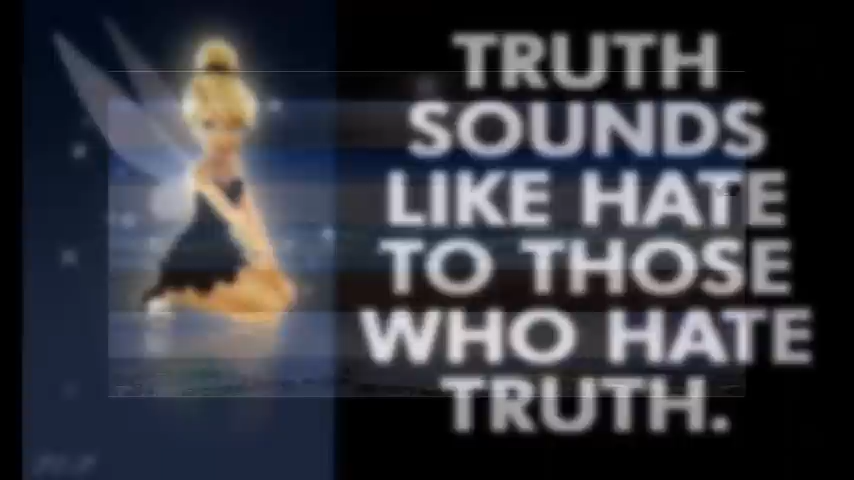 TRUTH
SOUNDS
LIKE HATE
TO THOSE
WHO HATE
TRUTH.